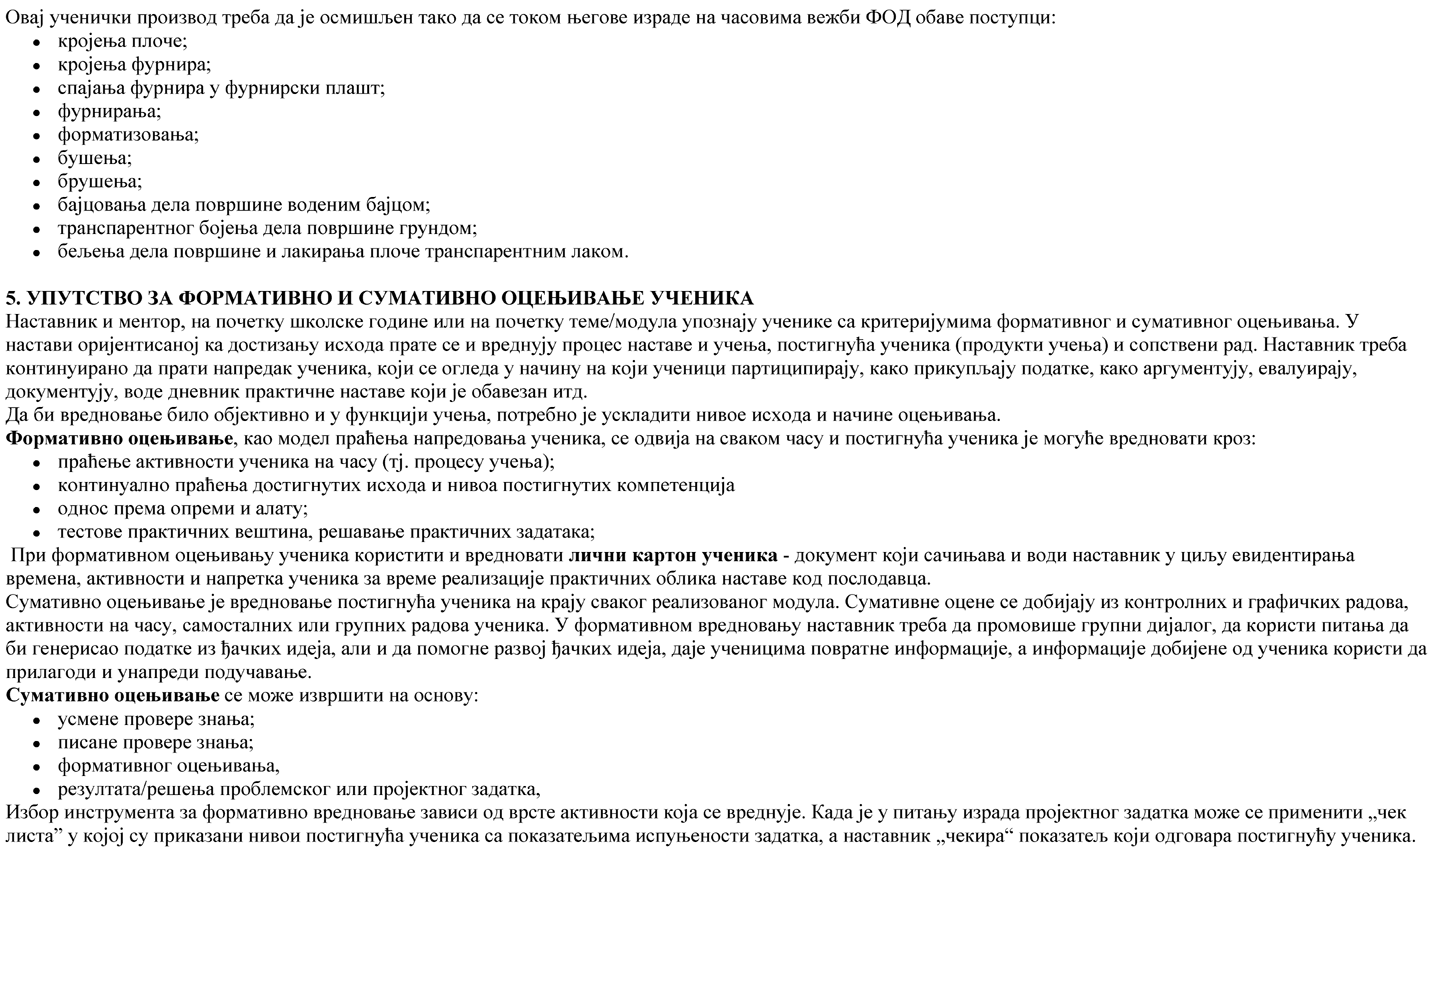 Овај ученички производ треба да је осмишљен тако да се током његове израде на часовима вежби ФОД обаве поступци:
● кројења плоче;
● кројења фурнира;
● спајања фурнира у фурнирски плашт;
● фурнирања;
● форматизовања;
● бушења;
● брушења;
● бајцовања дела површине воденим бајцом;
● транспарентног бојења дела површине грундом;
● бељења дела површине и лакирања плоче транспарентним лаком.
5. УПУТСТВО ЗА ФОРМАТИВНО И СУМАТИВНО ОЦЕЊИВАЊЕ УЧЕНИКА
Наставник и ментор, на почетку школске године или на почетку теме/модула упознају ученике са критеријумима формативног и сумативног оцењивања. У
настави оријентисаној ка достизању исхода прате се и вреднују процес наставе и учења, постигнућа ученика (продукти учења) и сопствени рад. Наставник треба
континуирано да прати напредак ученика, који се огледа у начину на који ученици партиципирају, како прикупљају податке, како аргументују, евалуирају,
документују, воде дневник практичне наставе који је обавезан итд.
Да би вредновање било објективно и у функцији учења, потребно је ускладити нивое исхода и начине оцењивања.
Формативно оцењивање, као модел праћења напредовања ученика, се одвија на сваком часу и постигнућа ученика је могуће вредновати кроз:
● праћење активности ученика на часу (тј. процесу учења);
● континуално праћења достигнутих исхода и нивоа постигнутих компетенција
● однос према опреми и алату;
● тестове практичних вештина, решавање практичних задатака;
При формативном оцењивању ученика користити и вредновати лични картон ученика - документ који сачињава и води наставник у циљу евидентирања
времена, активности и напретка ученика за време реализације практичних облика наставе код послодавца.
Сумативно оцењивање је вредновање постигнућа ученика на крају сваког реализованог модула. Сумативне оцене се добијају из контролних и графичких радова,
активности на часу, самосталних или групних радова ученика. У формативном вредновању наставник треба да промовише групни дијалог, да користи питања да
би генерисао податке из ђачких идеја, али и да помогне развој ђачких идеја, даје ученицима повратне информације, а информације добијене од ученика користи да
прилагоди и унапреди подучавање.
Сумативно оцењивање се може извршити на основу:
● усмене провере знања;
● писане провере знања;
● формативног оцењивања,
● резултата/решења проблемског или пројектног задатка,
Избор инструмента за формативно вредновање зависи од врсте активности која се вреднује. Када је у питању израда пројектног задатка може се применити „чек
листа” у којој су приказани нивои постигнућа ученика са показатељима испуњености задатка, а наставник „чекира“ показатељ који одговара постигнућу ученика.